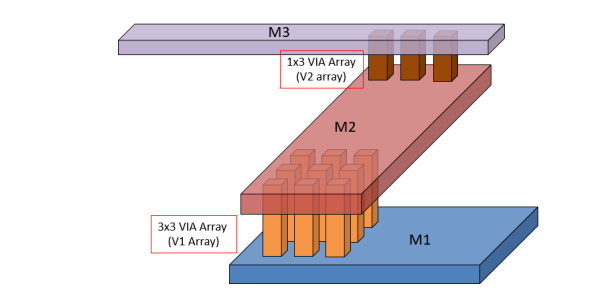 M3
1x3 VIA Array
(V2 array)
M2
3x3 VIA Array
(V1 Array)
M1